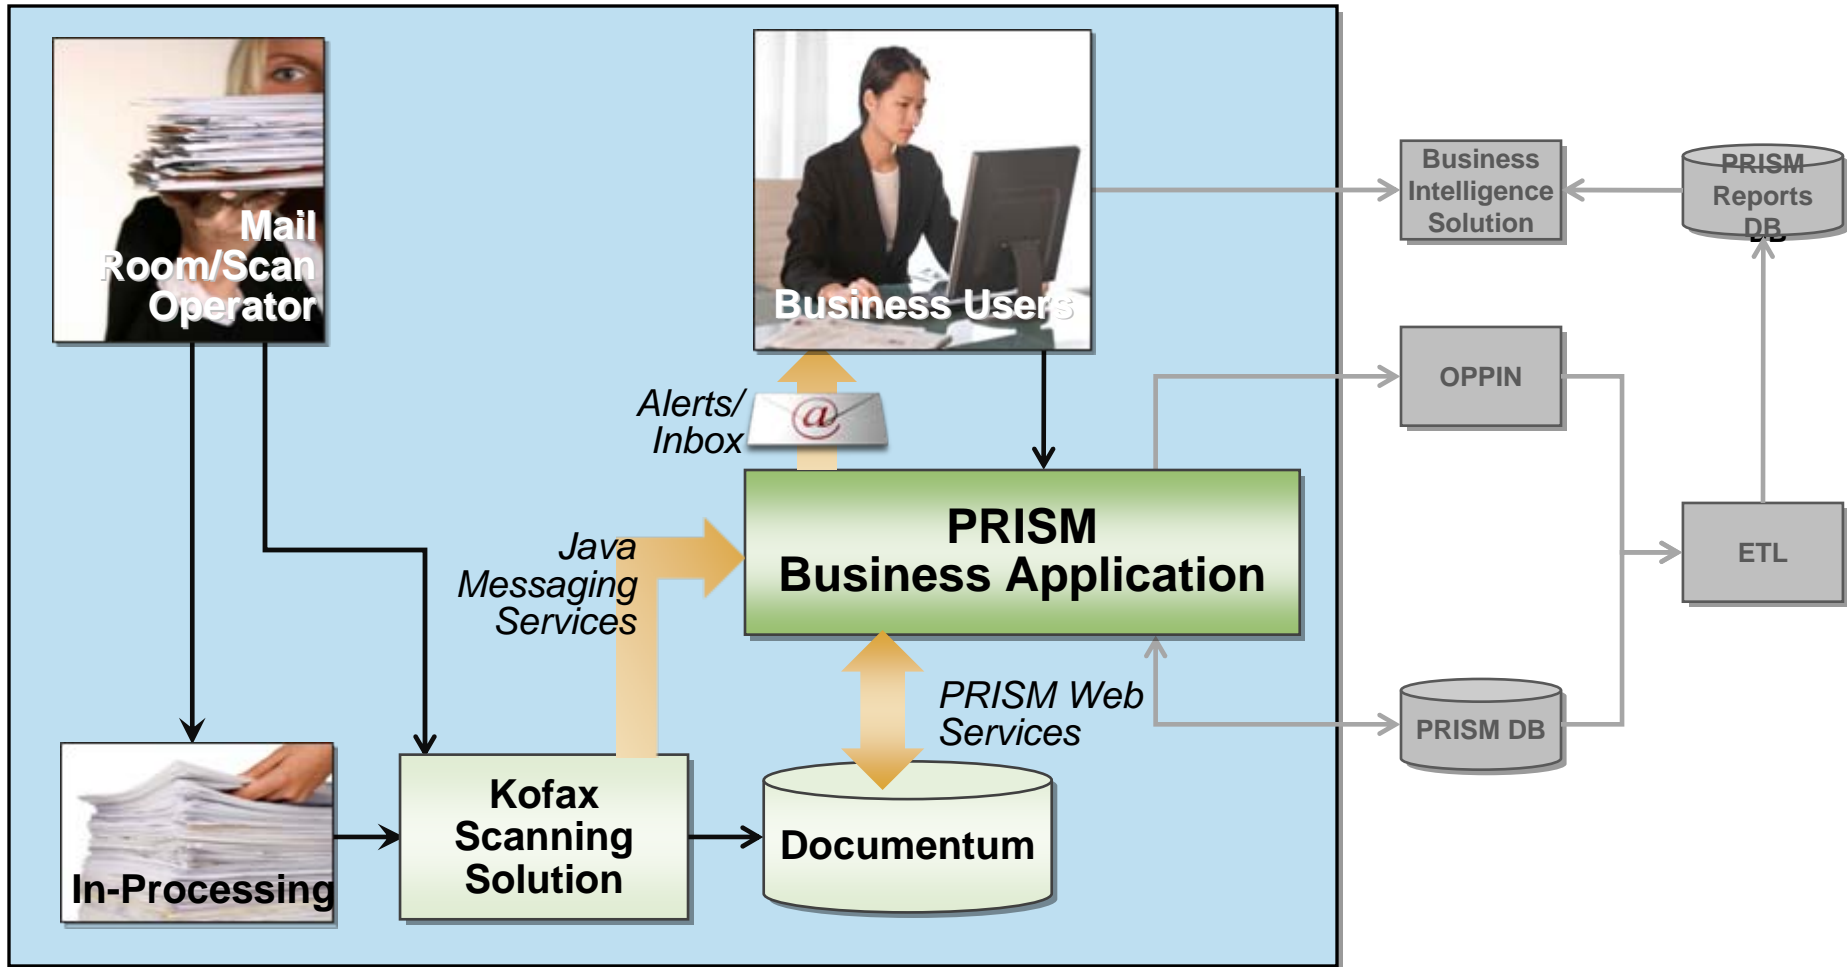 Mail
Room/Scan
Operator
Business Users
Business
Intelligence
Solution
PRISM
Reports
DB
Alerts/
Inbox
@
OPPIN
PRISM
Business Application
Java
Messaging
Services
ETL
PRISM Web
Services
PRISM DB
In-Processing
Kofax
Scanning
Solution
Documentum